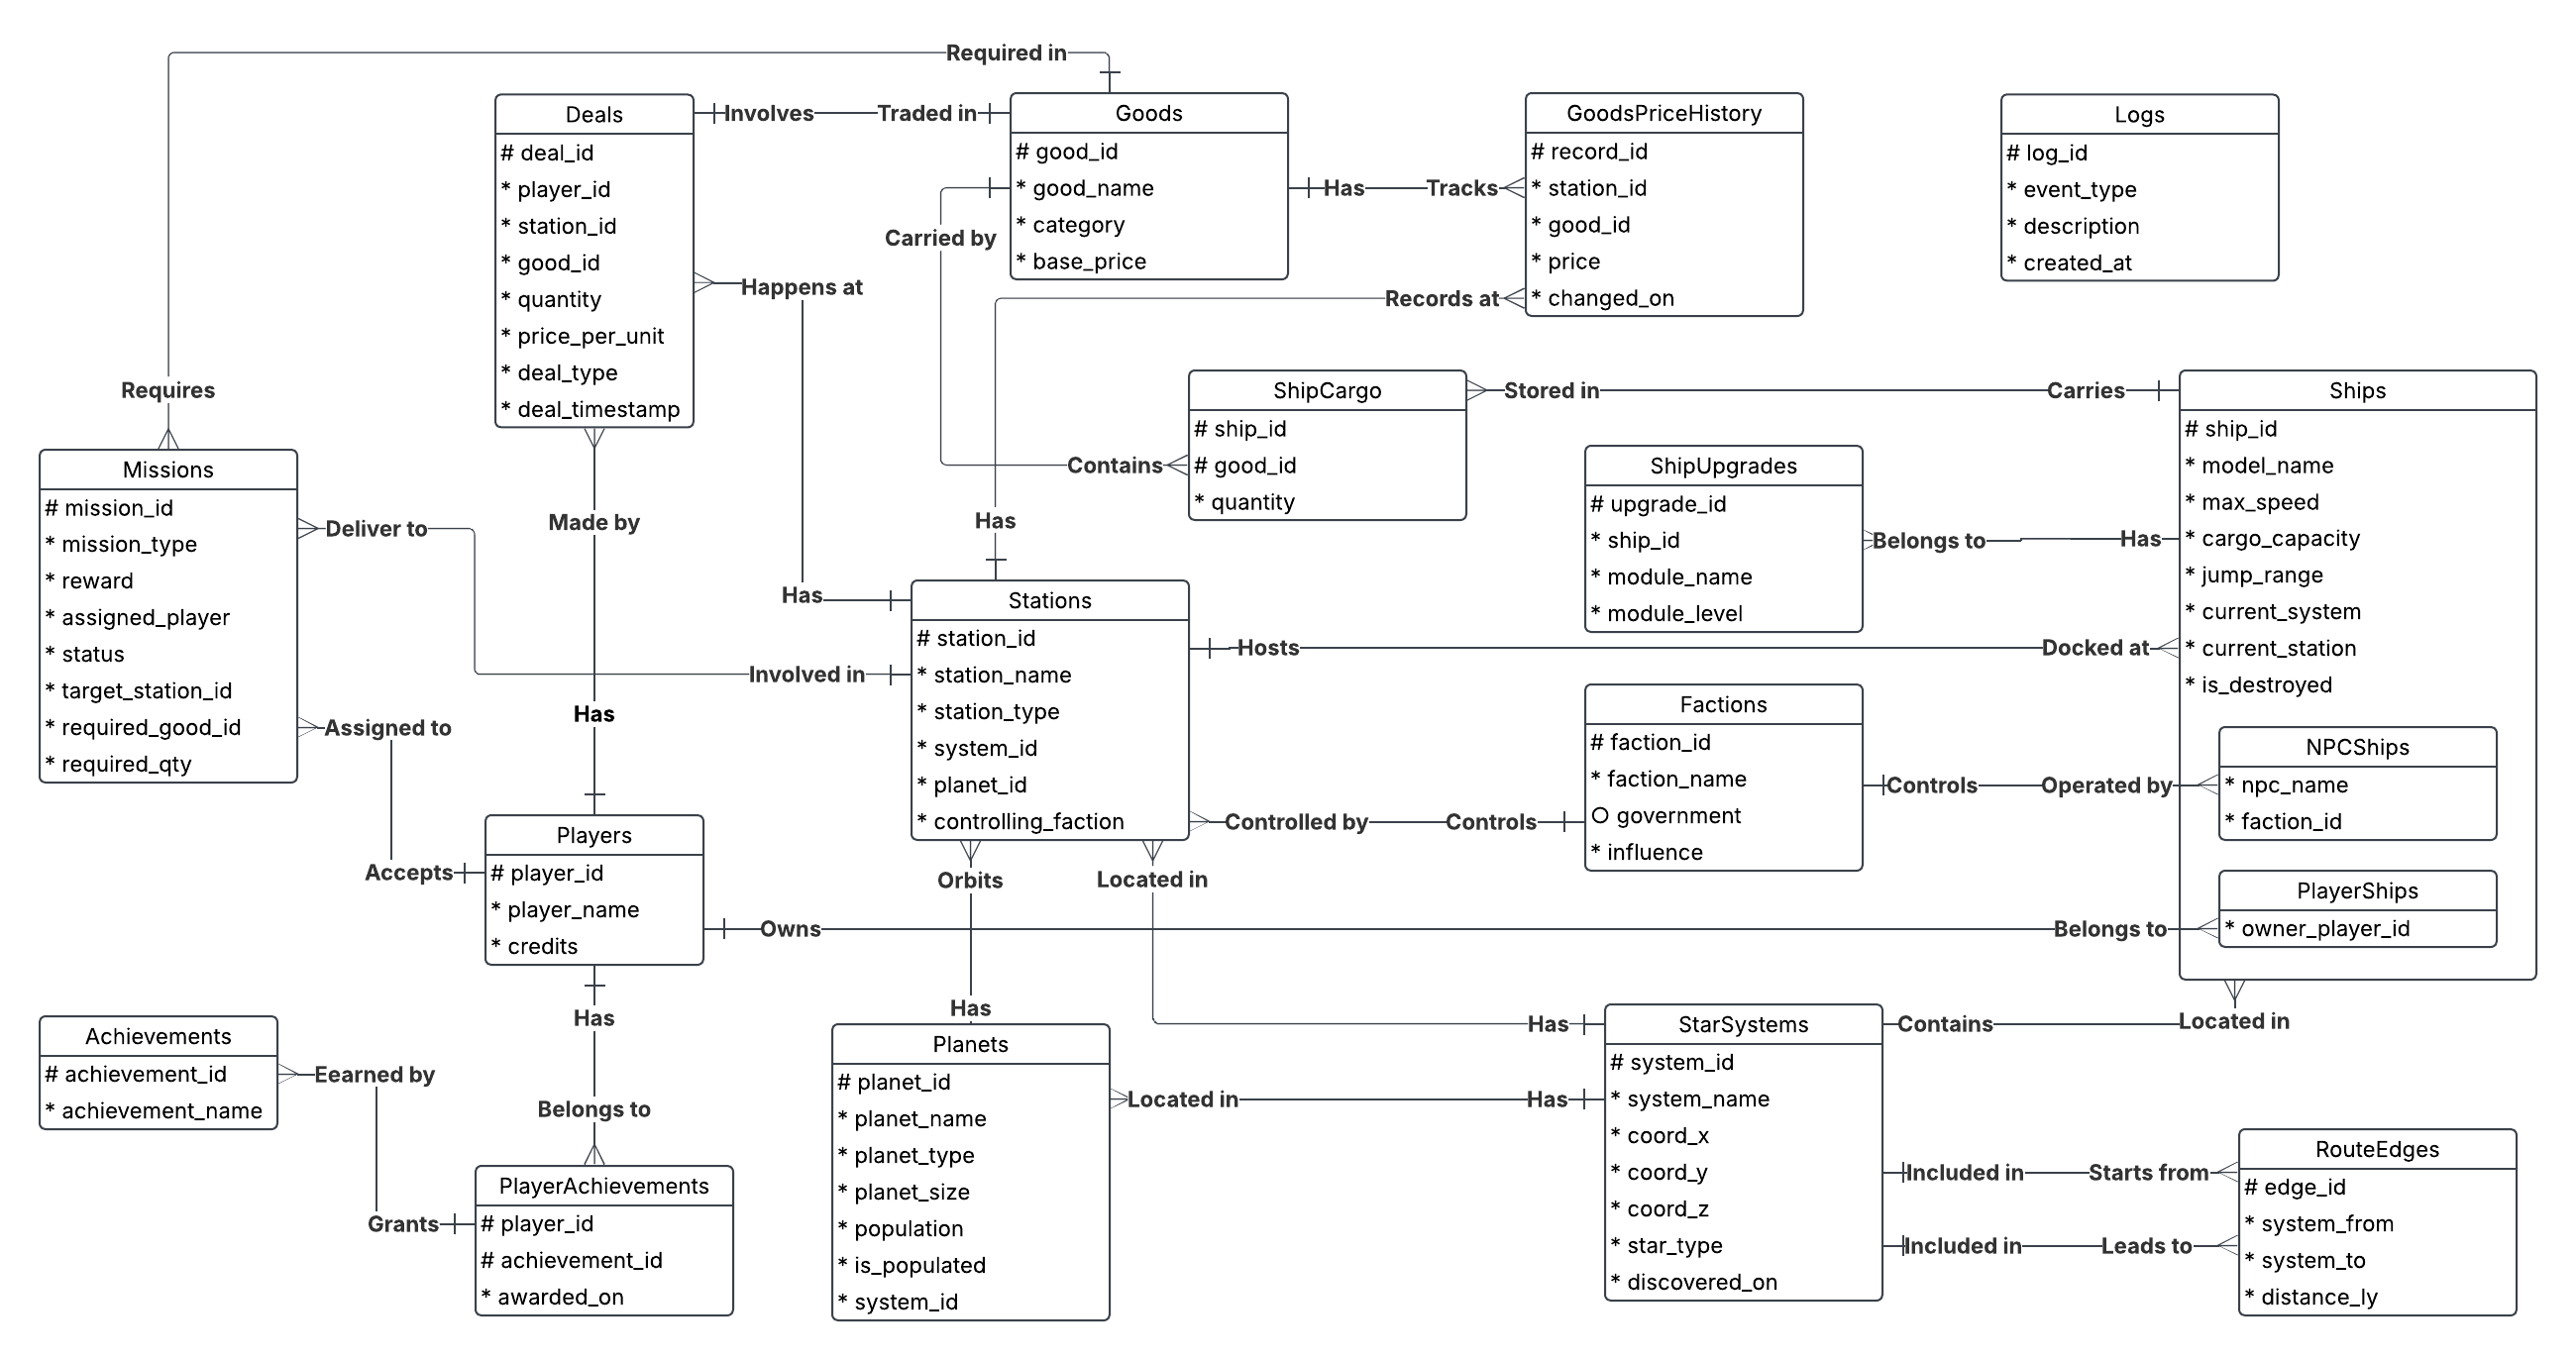 Required in
Requires
Deals
# deal_id
* player_id
* station_id
* good_id
* quantity
* price_per_unit
* deal_type
* deal_timestamp
Involves
Traded in
Goods
# good_id
* good_name
* category
* base_price
Has
Tracks
GoodsPriceHistory
# record_id
* station_id
* good_id
* price
* changed_on
Logs
# log_id
* event_type
* description
* created_at
Carried by
Happens at
Records at
Contains
ShipCargo
# ship_id
# good_id
* quantity
Stored in
Carries
Ships
# ship_id
* model_name
* max_speed
* cargo_capacity
* jump_range
* current_system
* current_station
* is_destroyed
NPCShips
* npc_name
* faction_id
PlayerShips
* owner_player_id
ShipUpgrades
# upgrade_id
* ship_id
* module_name
* module_level
Belongs to
Has
Missions
# mission_id
* mission_type
* reward
* assigned_player
* status
* target_station_id
* required_good_id
* required_qty
Deliver to
Made by
Has
Has
Involved in
Has
Stations
# station_id
* station_name
* station_type
* system_id
* planet_id
* controlling_faction
Hosts
Docked at
Factions
# faction_id
* faction_name
O government
* influence
Controls
Operated by
Controlled by
Controls
Assigned to
Accepts
Players
# player_id
* player_name
* credits
Owns
Belongs to
Orbits
Located in
Has
Has
Has
Belongs to
Achievements
# achievement_id
* achievement_name
Eearned by
Grants
PlayerAchievements
# player_id
# achievement_id
* awarded_on
Planets
# planet_id
* planet_name
* planet_type
* planet_size
* population
* is_populated
* system_id
Located in
Has
StarSystems
# system_id
* system_name
* coord_x
* coord_y
* coord_z
* star_type
* discovered_on
Contains
Located in
Included in
Starts from
Included in
Leads to
RouteEdges
# edge_id
* system_from
* system_to
* distance_ly